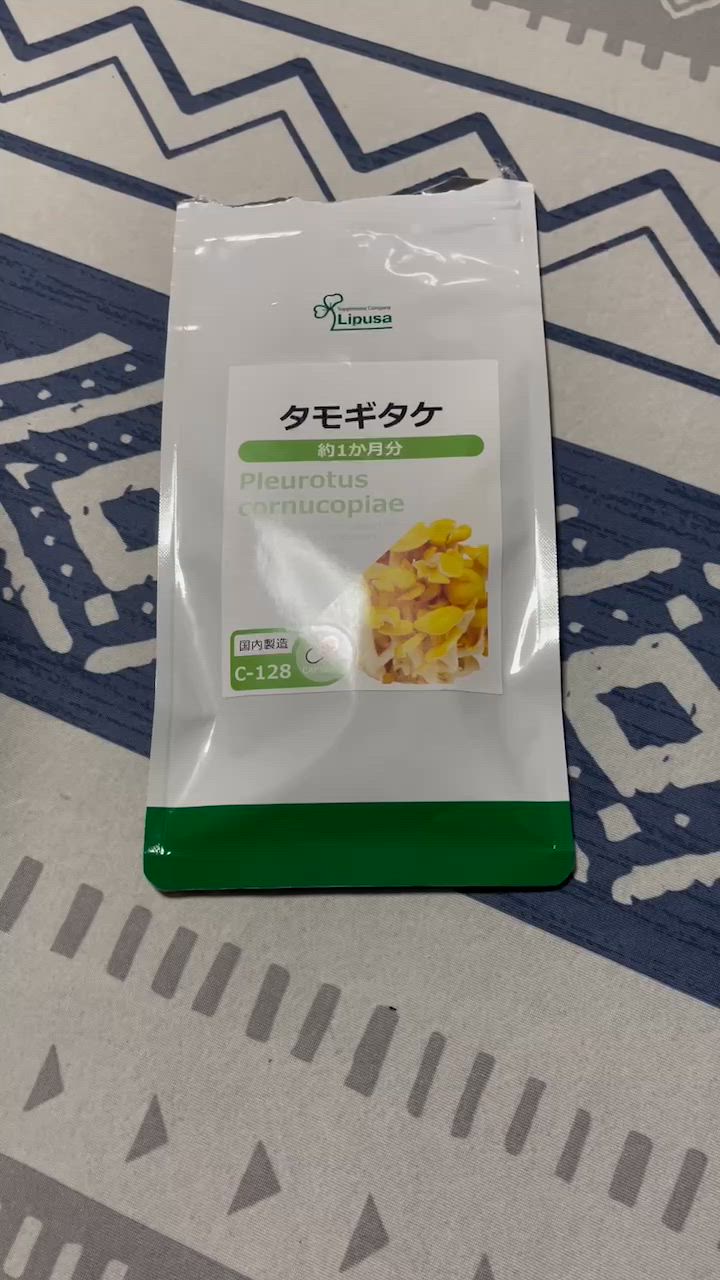 Supplement Company
Lipusa
タモギタケ
約1か月分
Pleurotus
cornucopiae
国内製造
C-128